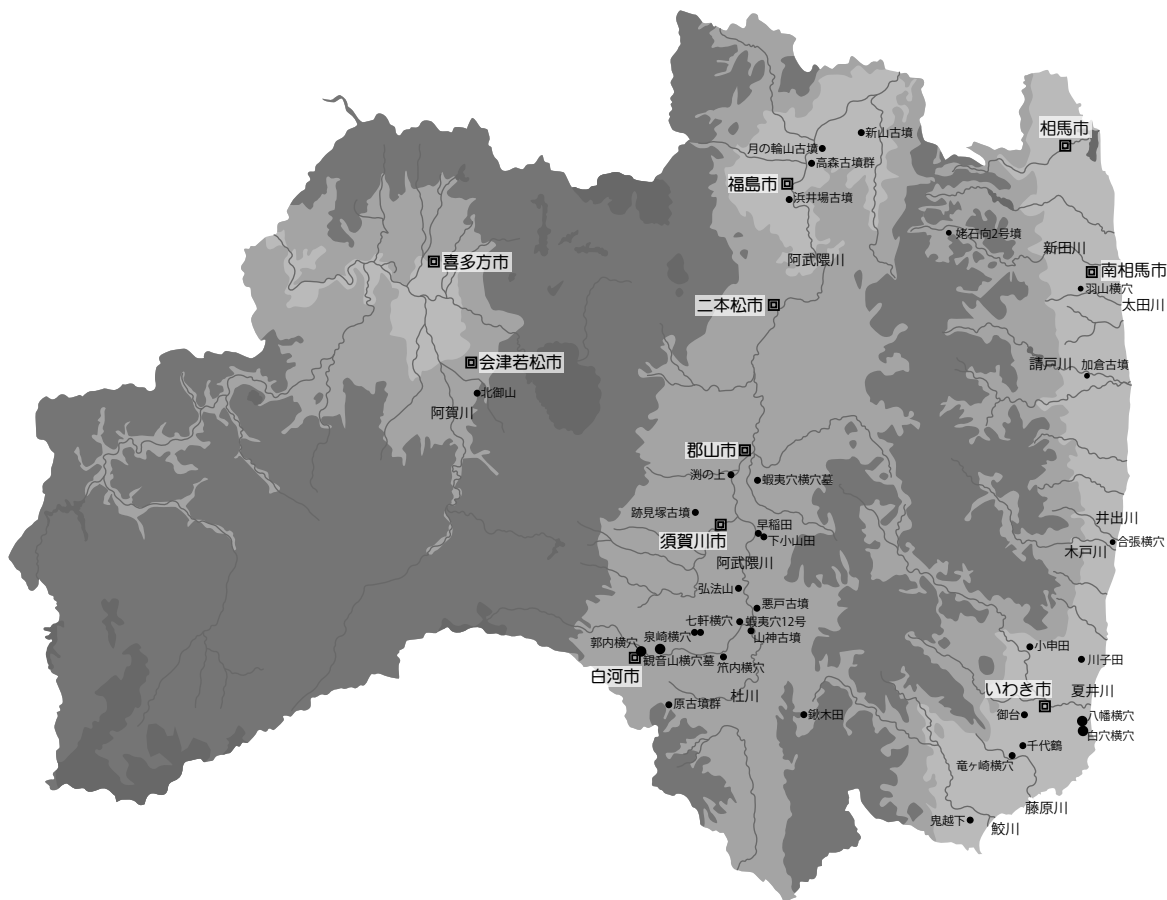 相馬市
新山古墳
月の輪山古墳
高森古墳群
福島市
浜井場古墳
姥石向2号墳
新田川
阿武隈川
喜多方市
南相馬市
羽山横穴
太田川
二本松市
会津若松市
請戸川
加倉古墳
北御山
阿賀川
郡山市
渕の上
蝦夷穴横穴墓
跡見塚古墳
井出川
早稲田
須賀川市
下小山田
合張横穴
木戸川
阿武隈川
弘法山
悪戸古墳
七軒横穴
蝦夷穴12号
泉崎横穴
山神古墳
郭内横穴
小申田
観音山横穴墓
川子田
笊内横穴
白河市
いわき市
夏井川
杜川
原古墳群
鍬木田
御台
八幡横穴
白穴横穴
千代鶴
竜ヶ崎横穴
藤原川
鬼越下
鮫川